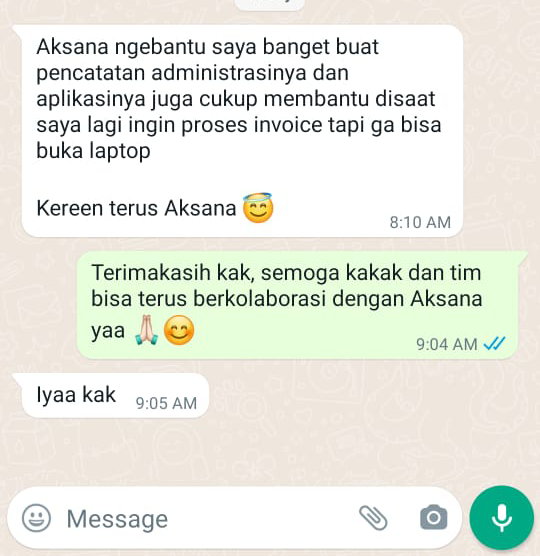 Aksana ngebantu saya banget buat
pencatatan administrasinya dan
aplikasinya juga cukup membantu disaat
saya lagi ingin proses invoice tapi ga bisa
buka laptop
Kereen terus Aksana 😇
8:10 AM
Terimakasih kak, semoga kakak dan tim
bisa terus berkolaborasi dengan Aksana
yaa 🙏🏻😊
9:04 AM
Iyaa kak
9:05 AM
Message